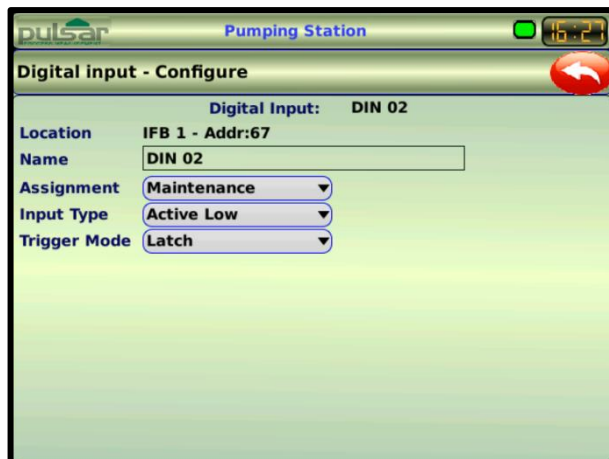 pulsar
Pumping Station
16:27
Digital input - Configure
Digital Input: DIN 02
Location IFB 1 - Addr:67
Name DIN 02
Assignment Maintenance
Input Type Active Low
Trigger Mode Latch